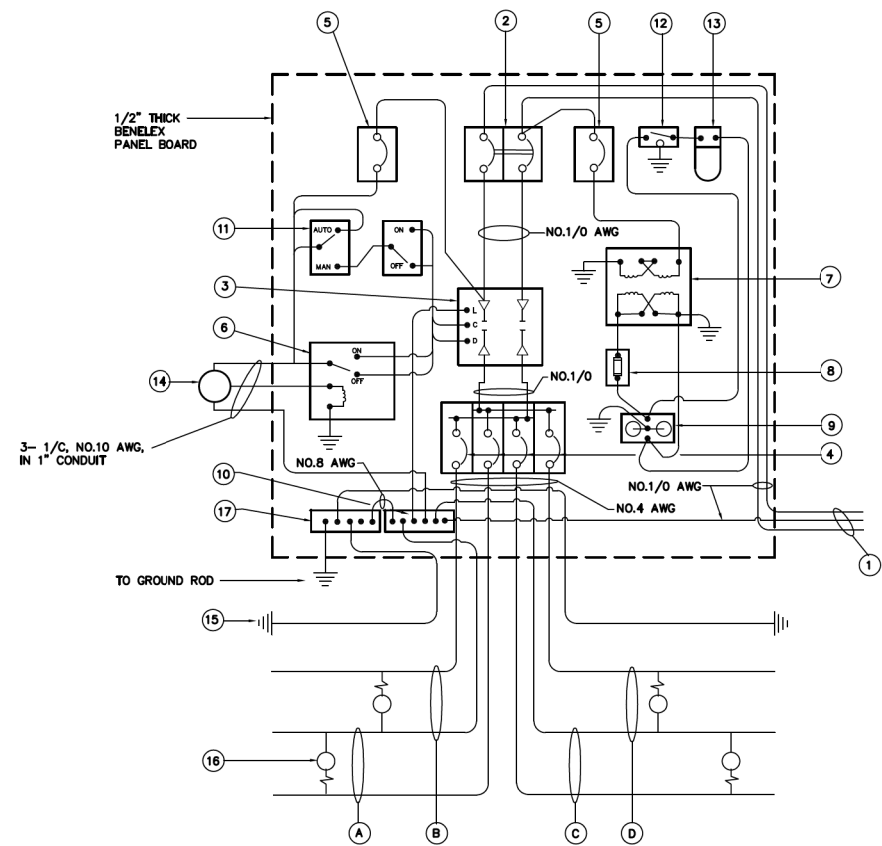 5
2
5
12
13
1/2" THICK
BENELEX
PANEL BOARD
11
AUTO
MAN
ON
OFF
NO.1/0 AWG
3
L
C
D
7
6
ON
OFF
14
NO.1/0
8
9
3– 1/C, NO.10 AWG,
IN 1" CONDUIT
NO.8 AWG
10
4
NO.1/0 AWG
NO.4 AWG
17
1
TO GROUND ROD
15
16
A
B
C
D